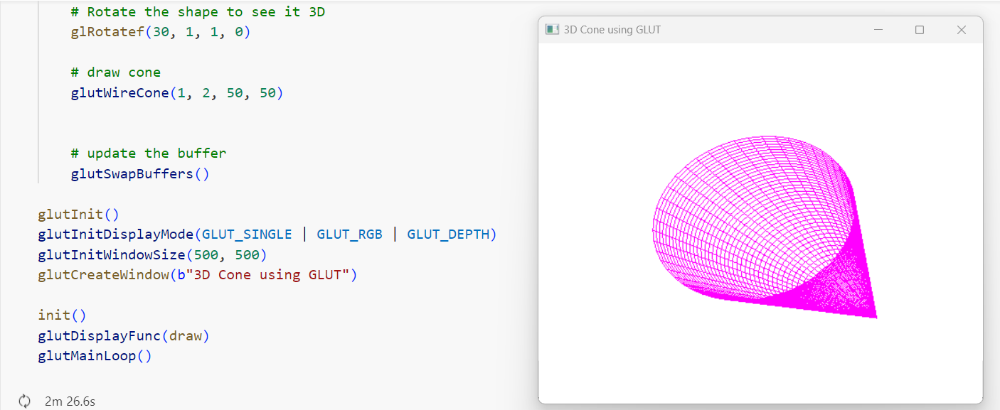 # Rotate the shape to see it 3D
glRotatef(30, 1, 1, 0)
# draw cone
glutWireCone(1, 2, 50, 50)
# update the buffer
glutSwapBuffers()
glutInit()
glutInitDisplayMode(GLUT_SINGLE | GLUT_RGB | GLUT_DEPTH)
glutInitWindowSize(500, 500)
glutCreateWindow(b"3D Cone using GLUT")
init()
glutDisplayFunc(draw)
glutMainLoop()
2m 26.6s
3D Cone using GLUT